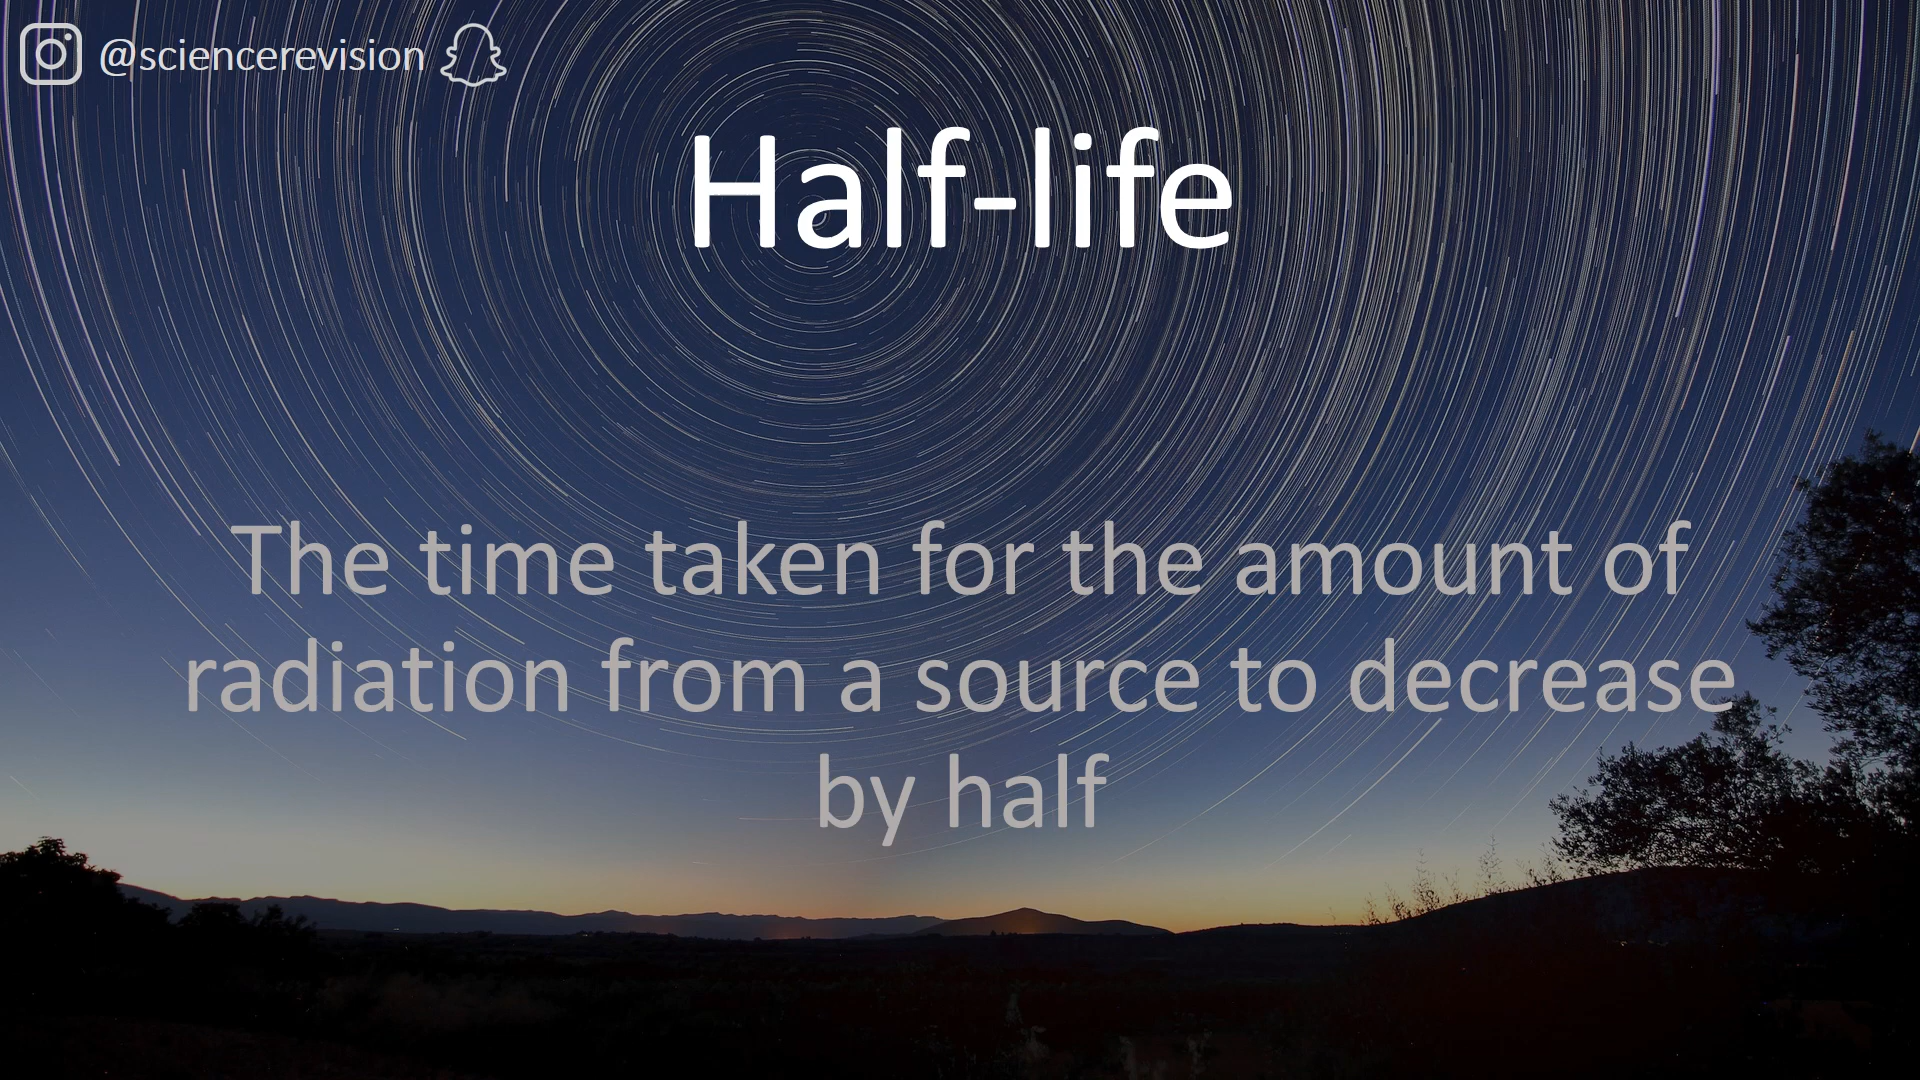 @sciencerevision
Half-life
The time taken for the amount of
radiation from a source to decrease
by half